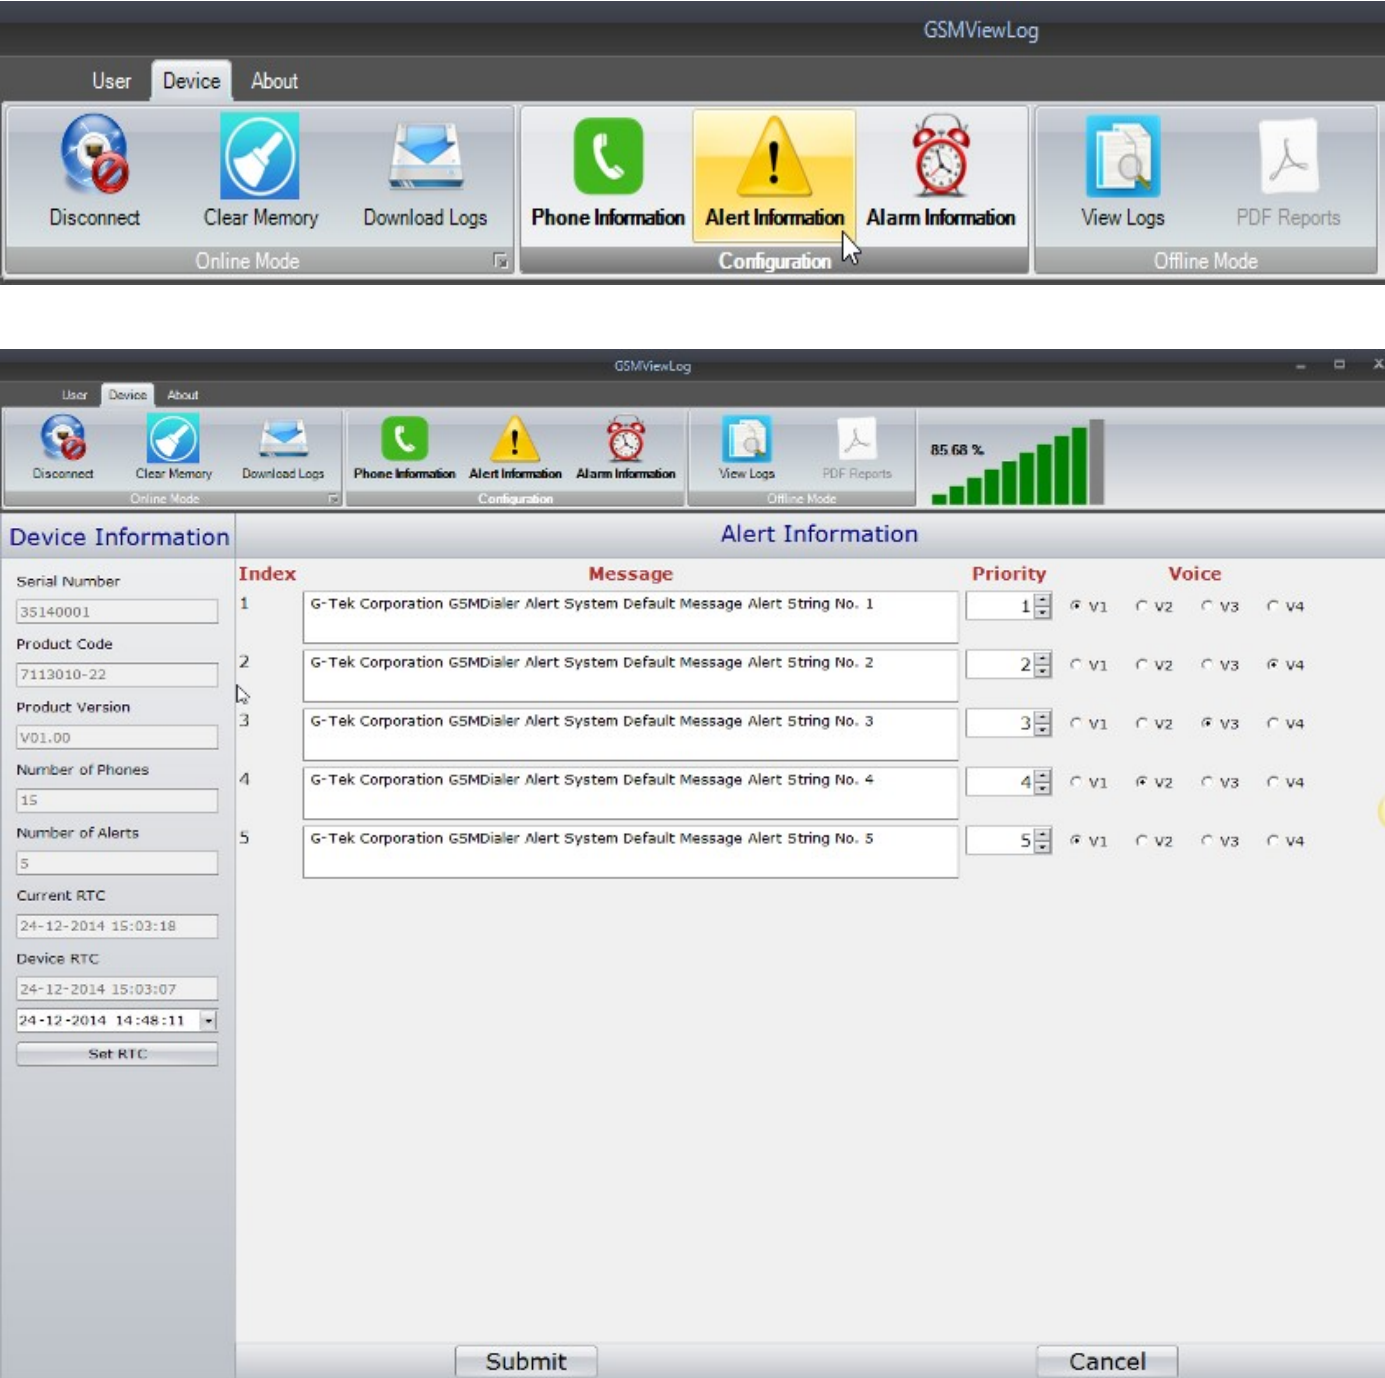 GSMViewLog
User Device About
Disconnect Clear Memory Download Logs Phone Information Alert Information Alarm Information View Logs PDF Reports
Online Mode Configuration Offline Mode
GSMViewLog
User Device About
Disconnect Clear Memory Download Logs Phone Information Alert Information Alarm Information View Logs PDF Reports
Online Mode Configuration Offline Mode
85.68 %
Device Information
Alert Information
Serial Number
35140001
Product Code
7113010-22
Product Version
V01.00
Number of Phones
15
Number of Alerts
5
Current RTC
24-12-2014 15:03:18
Device RTC
24-12-2014 15:03:07
24-12-2014 14:48:11
Set RTC
Index Message Priority Voice
1 G-Tek Corporation GSMDialer Alert System Default Message Alert String No. 1 1 V1 V2 V3 V4
2 G-Tek Corporation GSMDialer Alert System Default Message Alert String No. 2 2 V1 V2 V3 V4
3 G-Tek Corporation GSMDialer Alert System Default Message Alert String No. 3 3 V1 V2 V3 V4
4 G-Tek Corporation GSMDialer Alert System Default Message Alert String No. 4 4 V1 V2 V3 V4
5 G-Tek Corporation GSMDialer Alert System Default Message Alert String No. 5 5 V1 V2 V3 V4
Submit Cancel